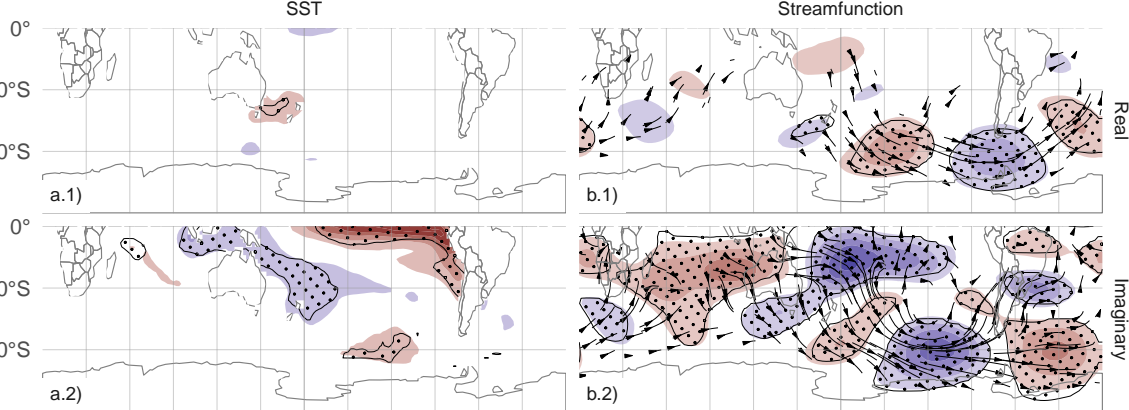 SST
Streamfunction
0°
0°S
0°S
a.1)
b.1)
Real
0°
0°S
0°S
a.2)
b.2)
Imaginary